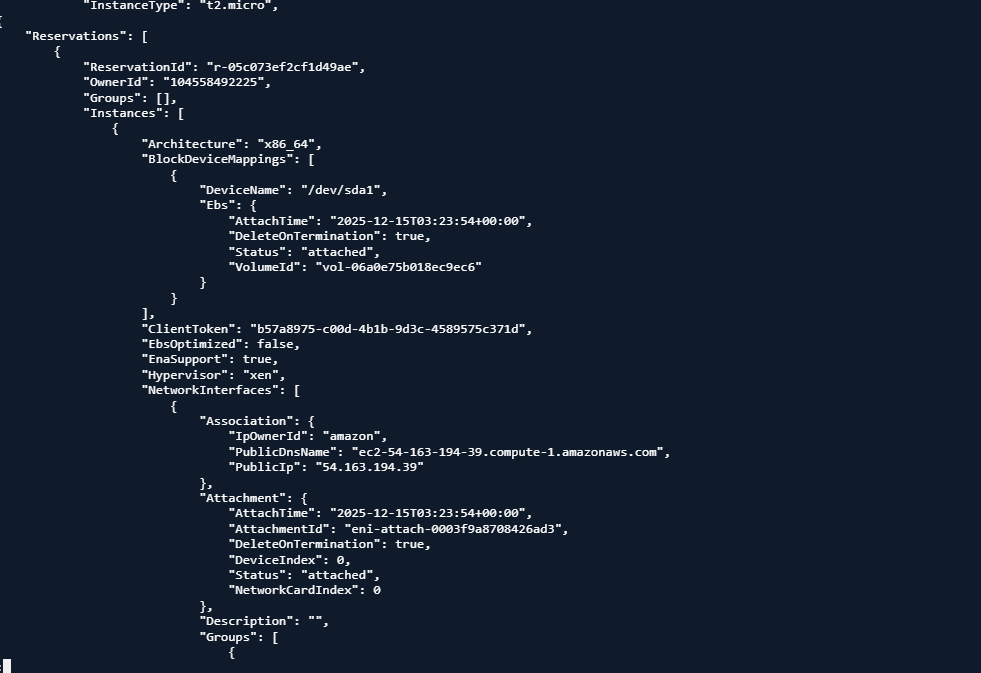 "InstanceType": "t2.micro",
{
"Reservations": [
{
"ReservationId": "r-05c073ef2cf1d49ae",
"OwnerId": "104558492225",
"Groups": [],
"Instances": [
{
"Architecture": "x86_64",
"BlockDeviceMappings": [
{
"DeviceName": "/dev/sda1",
"Ebs": {
"AttachTime": "2025-12-15T03:23:54+00:00",
"DeleteOnTermination": true,
"Status": "attached",
"VolumeId": "vol-06a0e75b018ec9ec6"
}
}
],
"ClientToken": "b57a8975-c00d-4b1b-9d3c-4589575c371d",
"EbsOptimized": false,
"EnaSupport": true,
"Hypervisor": "xen",
"NetworkInterfaces": [
{
"Association": {
"IpOwnerId": "amazon",
"PublicDnsName": "ec2-54-163-194-39.compute-1.amazonaws.com",
"PublicIp": "54.163.194.39"
},
"Attachment": {
"AttachTime": "2025-12-15T03:23:54+00:00",
"AttachmentId": "eni-attach-0003f9a8708426ad3",
"DeleteOnTermination": true,
"DeviceIndex": 0,
"Status": "attached",
"NetworkCardIndex": 0
},
"Description": "",
"Groups": [
{
: